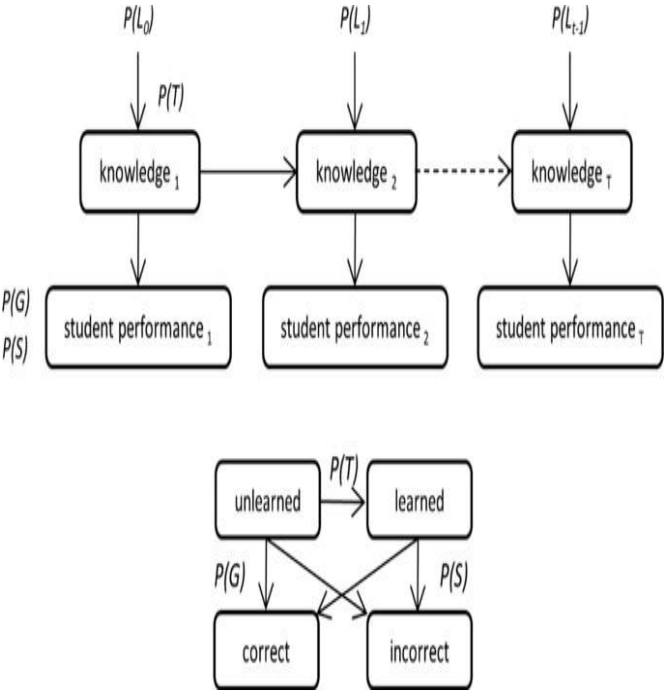 P(L₀) P(L₁) P(Lₜ₋₁)
P(T)
knowledge ₁ knowledge ₂ knowledge T
P(G)
student performance ₁ student performance ₂ student performance T
P(S)
P(T)
unlearned learned
P(G) P(S)
correct incorrect